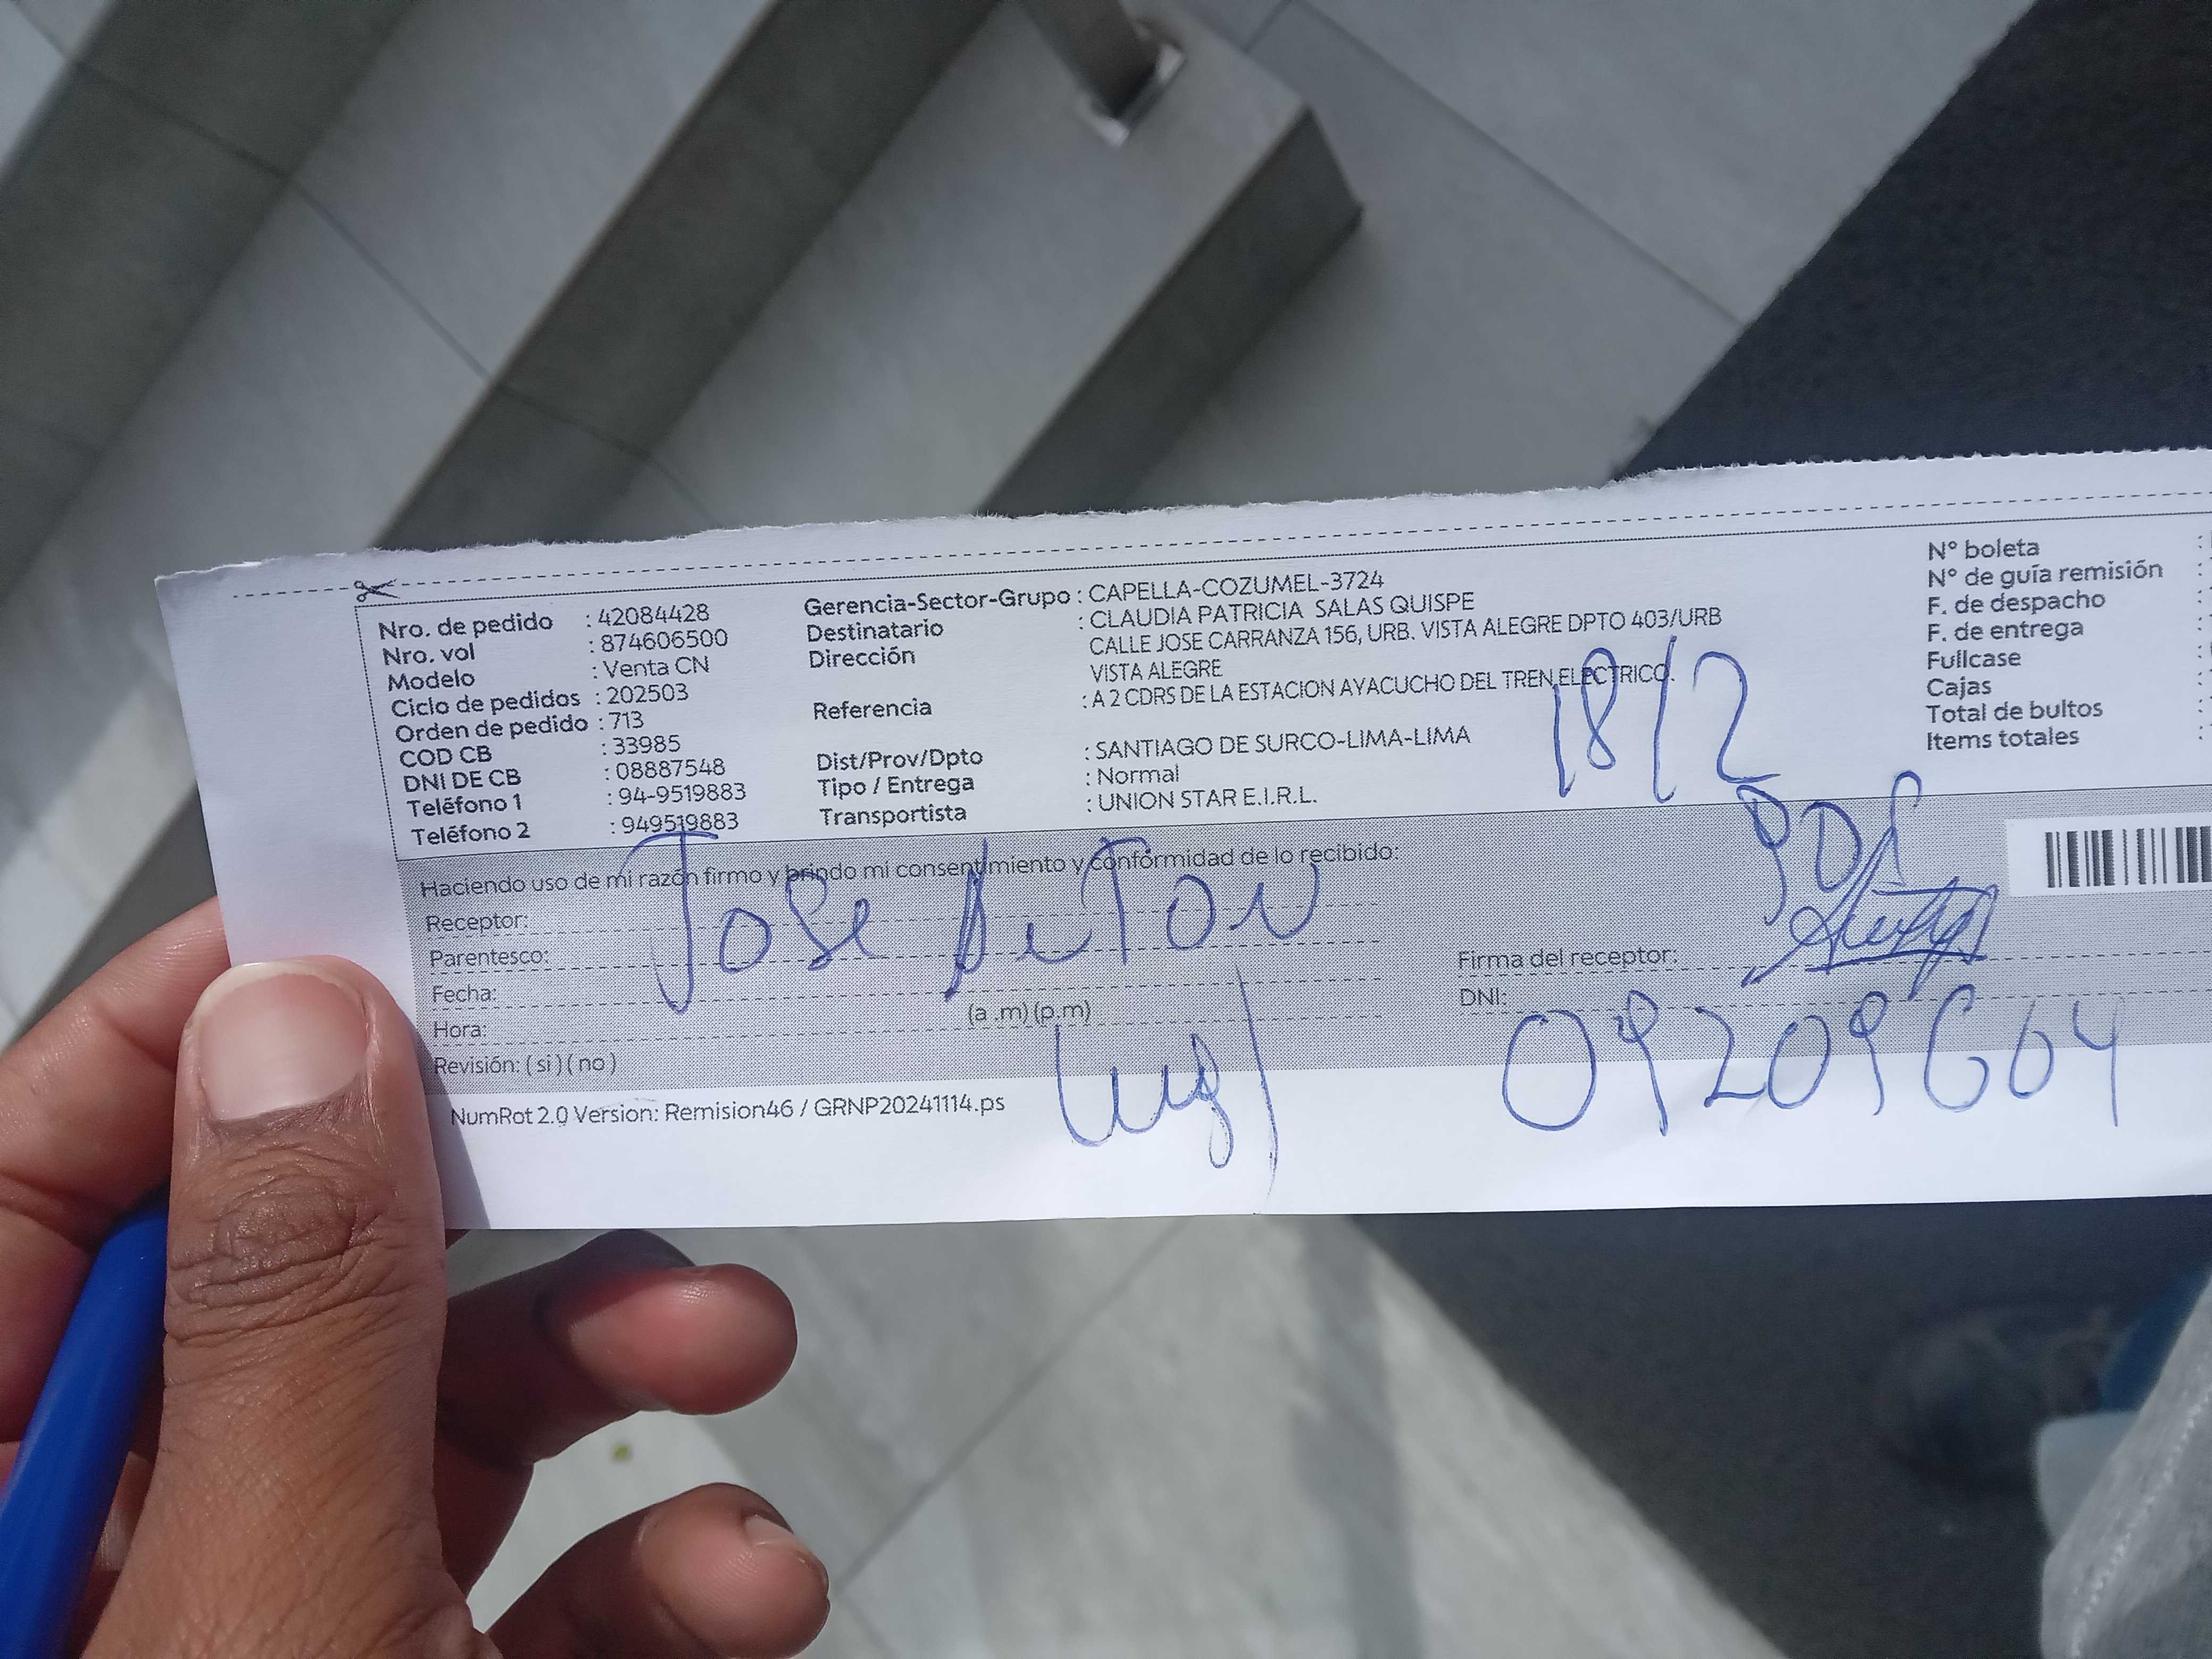 Nro. de pedido : 42084428
Nro. vol : 874606500
Modelo : Venta CN
Ciclo de pedidos : 202503
Orden de pedido : 713
COD CB : 33985
DNI DE CB : 08887548
Teléfono 1 : 94-9519883
Teléfono 2 : 949519883
Gerencia-Sector-Grupo : CAPELLA-COZUMEL-3724
Destinatario : CLAUDIA PATRICIA SALAS QUISPE
Dirección CALLE JOSE CARRANZA 156, URB. VISTA ALEGRE DPTO 403/URB
VISTA ALEGRE
Referencia : A 2 CDRS DE LA ESTACION AYACUCHO DEL TREN ELECTRICO.
Dist/Prov/Dpto : SANTIAGO DE SURCO-LIMA-LIMA
Tipo / Entrega : Normal
Transportista : UNION STAR E.I.R.L.
N° boleta :
N° de guía remisión :
F. de despacho :
F. de entrega :
Fullcase :
Cajas :
Total de bultos :
Items totales :
18/2
Haciendo uso de mi razón firmo y brindo mi consentimiento y conformidad de lo recibido:
Receptor:
Jose
Parentesco:
Fecha:
Hora: (a .m) (p.m)
Revisión: ( si ) ( no )
Firma del receptor:
DNI:
09209664
NumRot 2.0 Version: Remision46 / GRNP20241114.ps